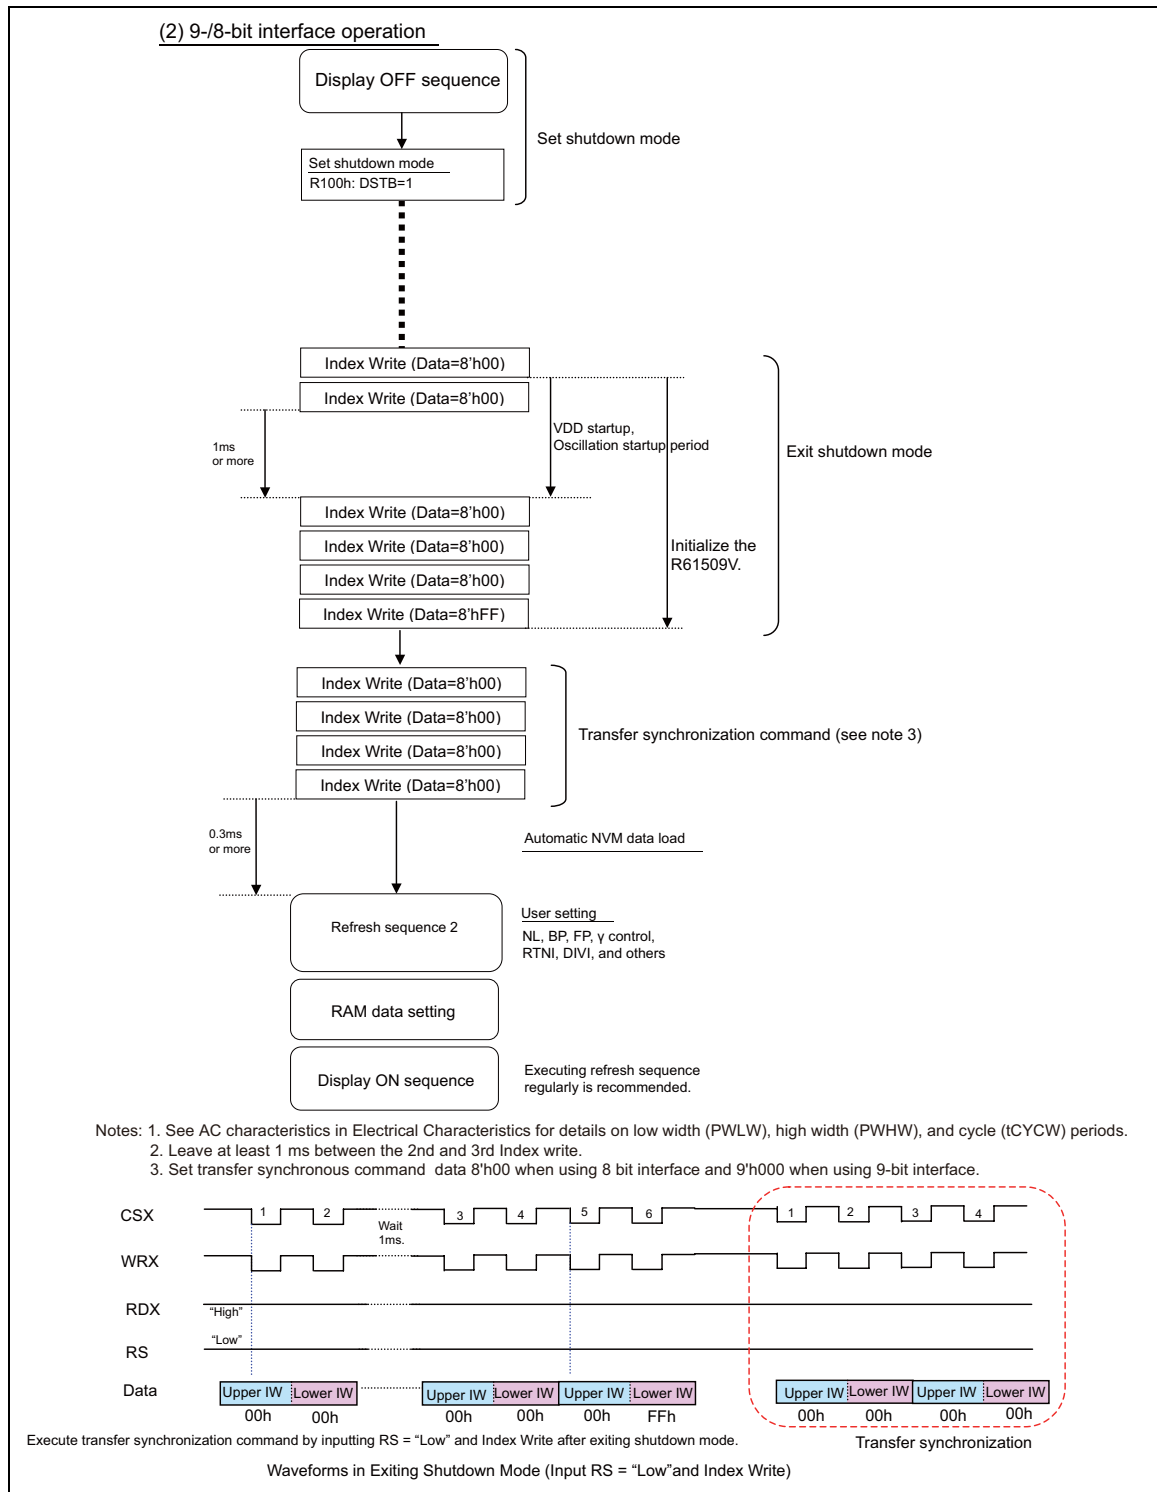 (2) 9-/8-bit interface operation
Display OFF sequence
Set shutdown mode
Set shutdown mode
R100h: DSTB=1
Index Write (Data=8'h00)
Index Write (Data=8'h00)
1ms
or more
VDD startup,
Oscillation startup period
Exit shutdown mode
Index Write (Data=8'h00)
Index Write (Data=8'h00)
Index Write (Data=8'h00)
Index Write (Data=8'hFF)
Initialize the
R61509V.
Index Write (Data=8'h00)
Index Write (Data=8'h00)
Index Write (Data=8'h00)
Index Write (Data=8'h00)
Transfer synchronization command (see note 3)
0.3ms
or more
Automatic NVM data load
Refresh sequence 2
User setting
NL, BP, FP, γ control,
RTNI, DIVI, and others
RAM data setting
Display ON sequence
Executing refresh sequence
regularly is recommended.
Notes: 1. See AC characteristics in Electrical Characteristics for details on low width (PWLW), high width (PWHW), and cycle (tCYCW) periods.
2. Leave at least 1 ms between the 2nd and 3rd Index write.
3. Set transfer synchronous command data 8'h00 when using 8 bit interface and 9'h000 when using 9-bit interface.
CSX 1 2 3 4 5 6 1 2 3 4
Wait
1ms.
WRX
RDX "High"
RS "Low"
Data Upper IW Lower IW Upper IW Lower IW Upper IW Lower IW Upper IW Lower IW Upper IW Lower IW
00h 00h 00h 00h 00h FFh 00h 00h 00h 00h
Execute transfer synchronization command by inputting RS = "Low" and Index Write after exiting shutdown mode.
Transfer synchronization
Waveforms in Exiting Shutdown Mode (Input RS = "Low"and Index Write)